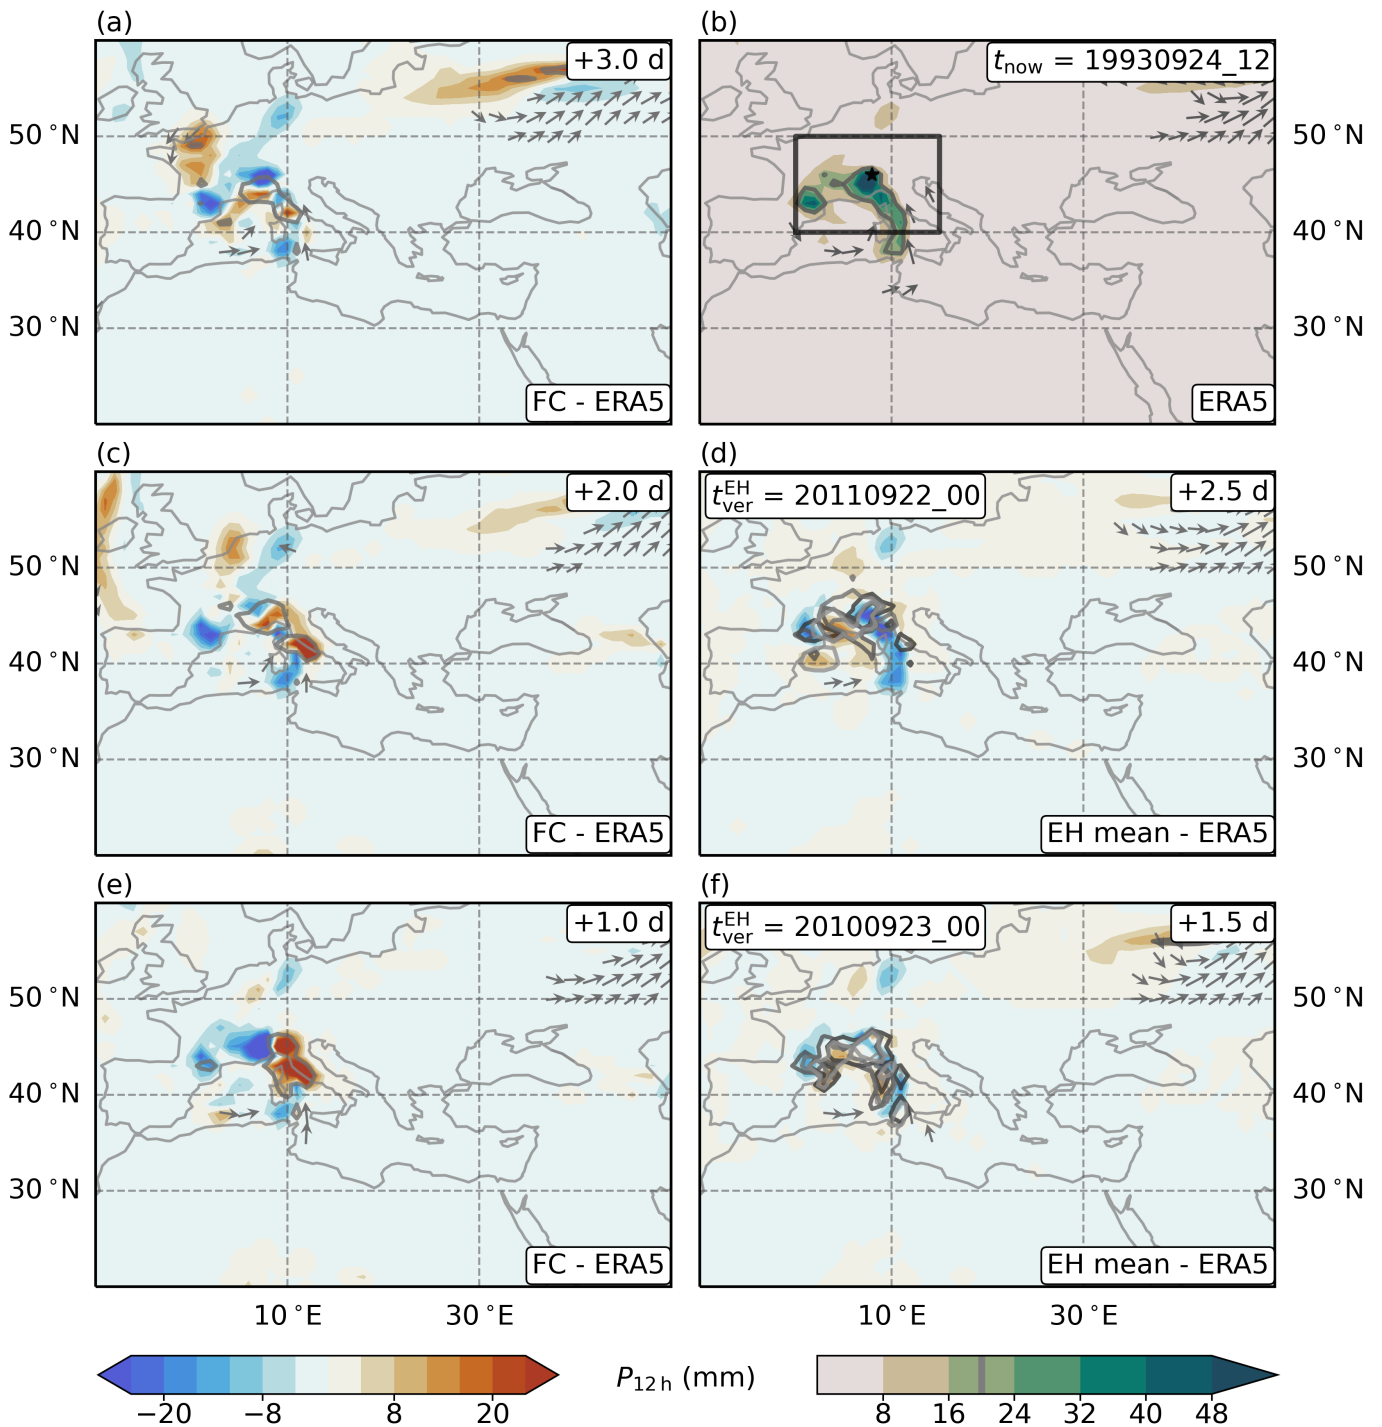 (a)
(b)
+3.0 d
t_now = 19930924_12
50 °N
50 °N
40 °N
40 °N
30 °N
30 °N
FC - ERA5
ERA5
(c)
(d)
+2.0 d
t_ver^EH = 20110922_00
+2.5 d
50 °N
50 °N
40 °N
40 °N
30 °N
30 °N
FC - ERA5
EH mean - ERA5
(e)
(f)
+1.0 d
t_ver^EH = 20100923_00
+1.5 d
50 °N
50 °N
40 °N
40 °N
30 °N
30 °N
FC - ERA5
EH mean - ERA5
10 °E
30 °E
10 °E
30 °E
P_12 h (mm)
−20
−8
8
20
8
16
24
32
40
48